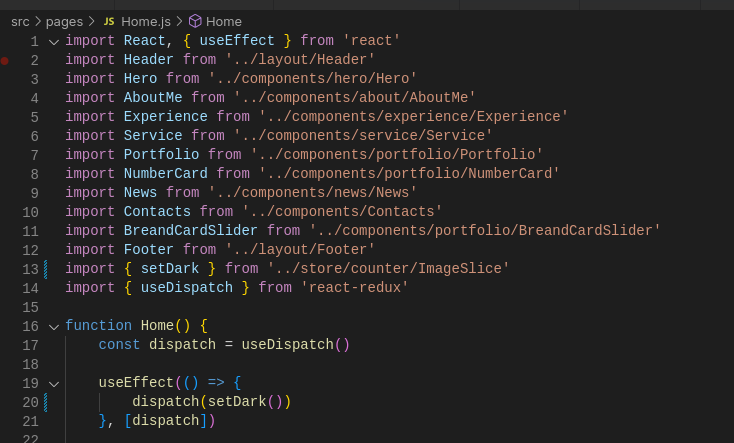 src > pages > JS Home.js > Home
1 import React, { useEffect } from 'react'
2 import Header from '../layout/Header'
3 import Hero from '../components/hero/Hero'
4 import AboutMe from '../components/about/AboutMe'
5 import Experience from '../components/experience/Experience'
6 import Service from '../components/service/Service'
7 import Portfolio from '../components/portfolio/Portfolio'
8 import NumberCard from '../components/portfolio/NumberCard'
9 import News from '../components/news/News'
10 import Contacts from '../components/Contacts'
11 import BreandCardSlider from '../components/portfolio/BreandCardSlider'
12 import Footer from '../layout/Footer'
13 import { setDark } from '../store/counter/ImageSlice'
14 import { useDispatch } from 'react-redux'
15
16 function Home() {
17     const dispatch = useDispatch()
18
19     useEffect(() => {
20         dispatch(setDark())
21     }, [dispatch])
22